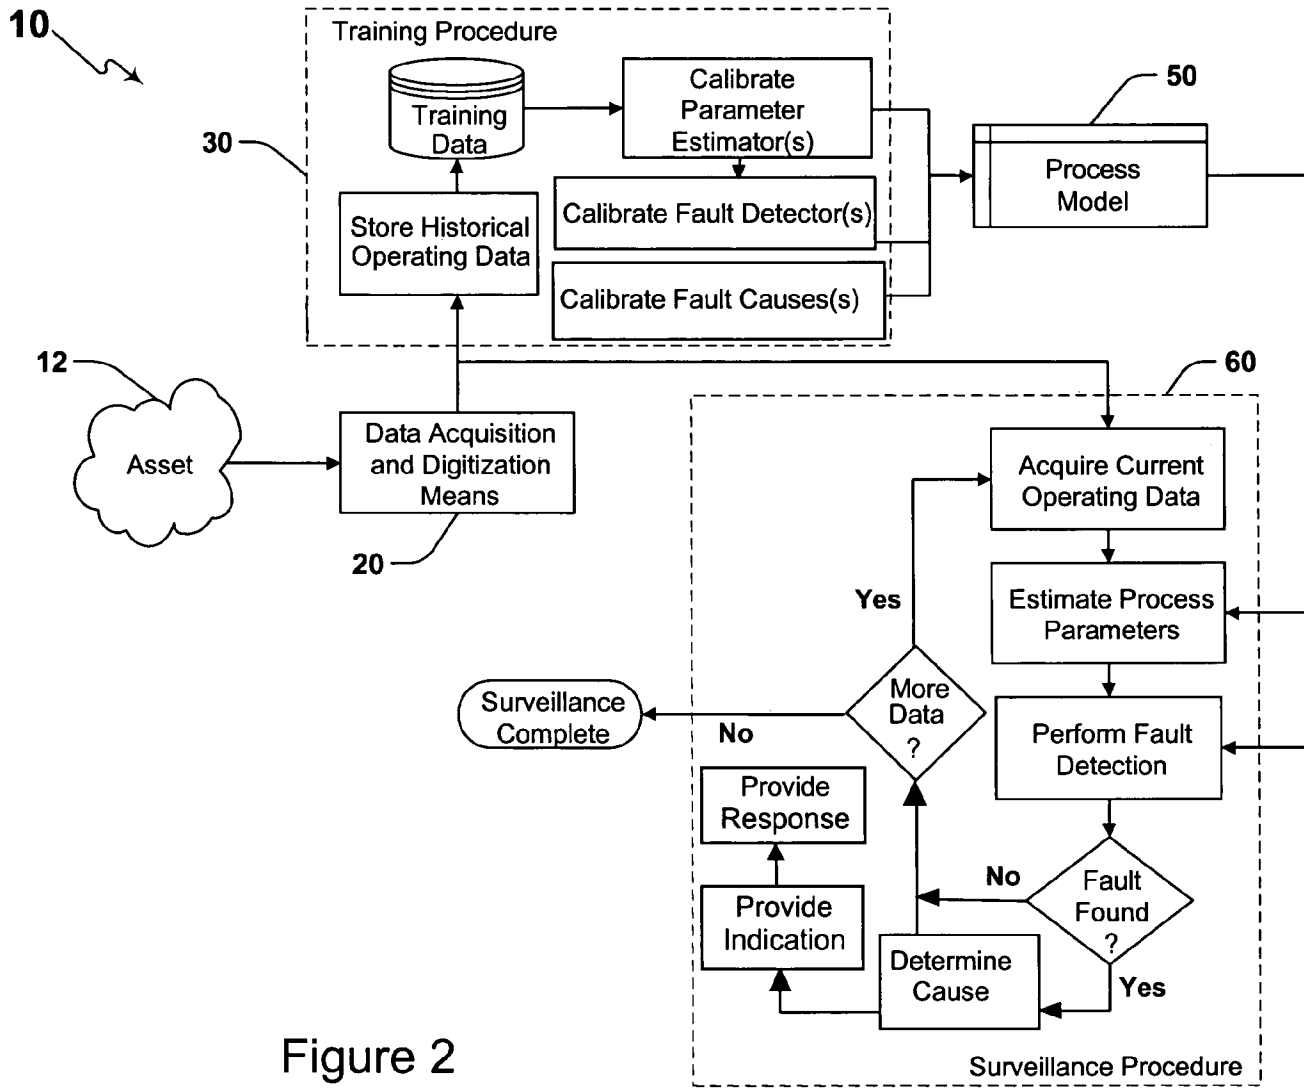 10
Training Procedure
Training
Data
Calibrate
Parameter
Estimator(s)
50
30
Process
Model
Store Historical
Operating Data
Calibrate Fault Detector(s)
Calibrate Fault Causes(s)
12
60
Asset
Data Acquisition
and Digitization
Means
20
Acquire Current
Operating Data
Yes
Estimate Process
Parameters
More
Data
?
Surveillance
Complete
No
Perform Fault
Detection
Provide
Response
No
Fault
Found
?
Provide
Indication
Determine
Cause
Yes
Figure 2
Surveillance Procedure